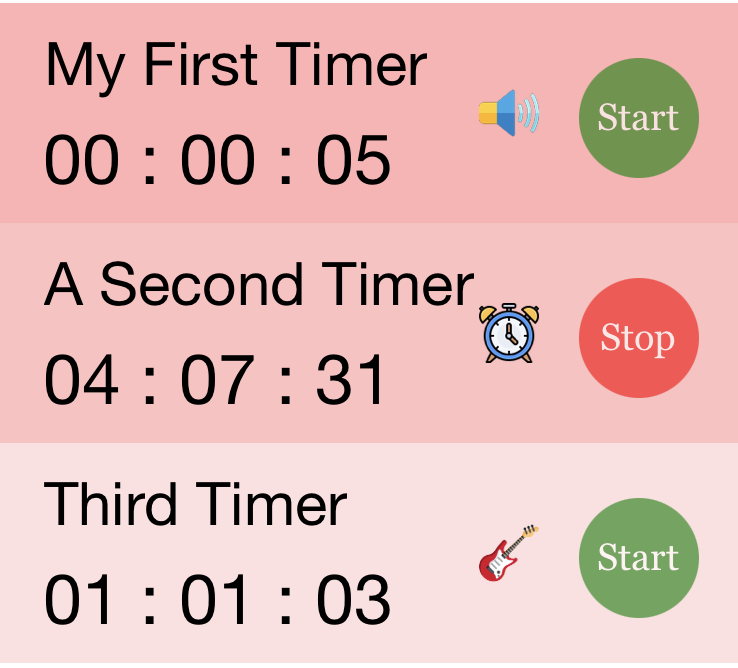 My First Timer
00 : 00 : 05
Start
A Second Timer
04 : 07 : 31
Stop
Third Timer
01 : 01 : 03
Start